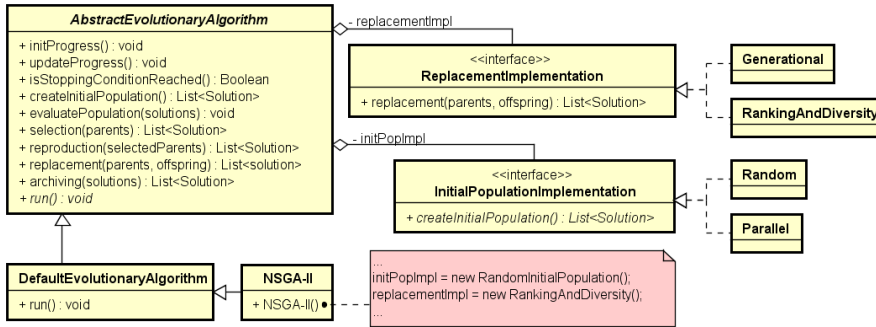 AbstractEvolutionaryAlgorithm
+ initProgress() : void
+ updateProgress() : void
+ isStoppingConditionReached() : Boolean
+ createInitialPopulation() : List<Solution>
+ evaluatePopulation(solutions) : void
+ selection(parents) : List<Solution>
+ reproduction(selectedParents) : List<Solution>
+ replacement(parents, offspring) : List<solution>
+ archiving(solutions) : List<Solution>
+ run() : void
- replacementImpl
<<interface>>
ReplacementImplementation
+ replacement(parents, offspring) : List<Solution>
Generational
RankingAndDiversity
- initPopImpl
<<interface>>
InitialPopulationImplementation
+ createInitialPopulation() : List<Solution>
Random
Parallel
DefaultEvolutionaryAlgorithm
+ run() : void
NSGA-II
+ NSGA-II()
...
initPopImpl = new RandomInitialPopulation();
replacementImpl = new RankingAndDiversity();
...